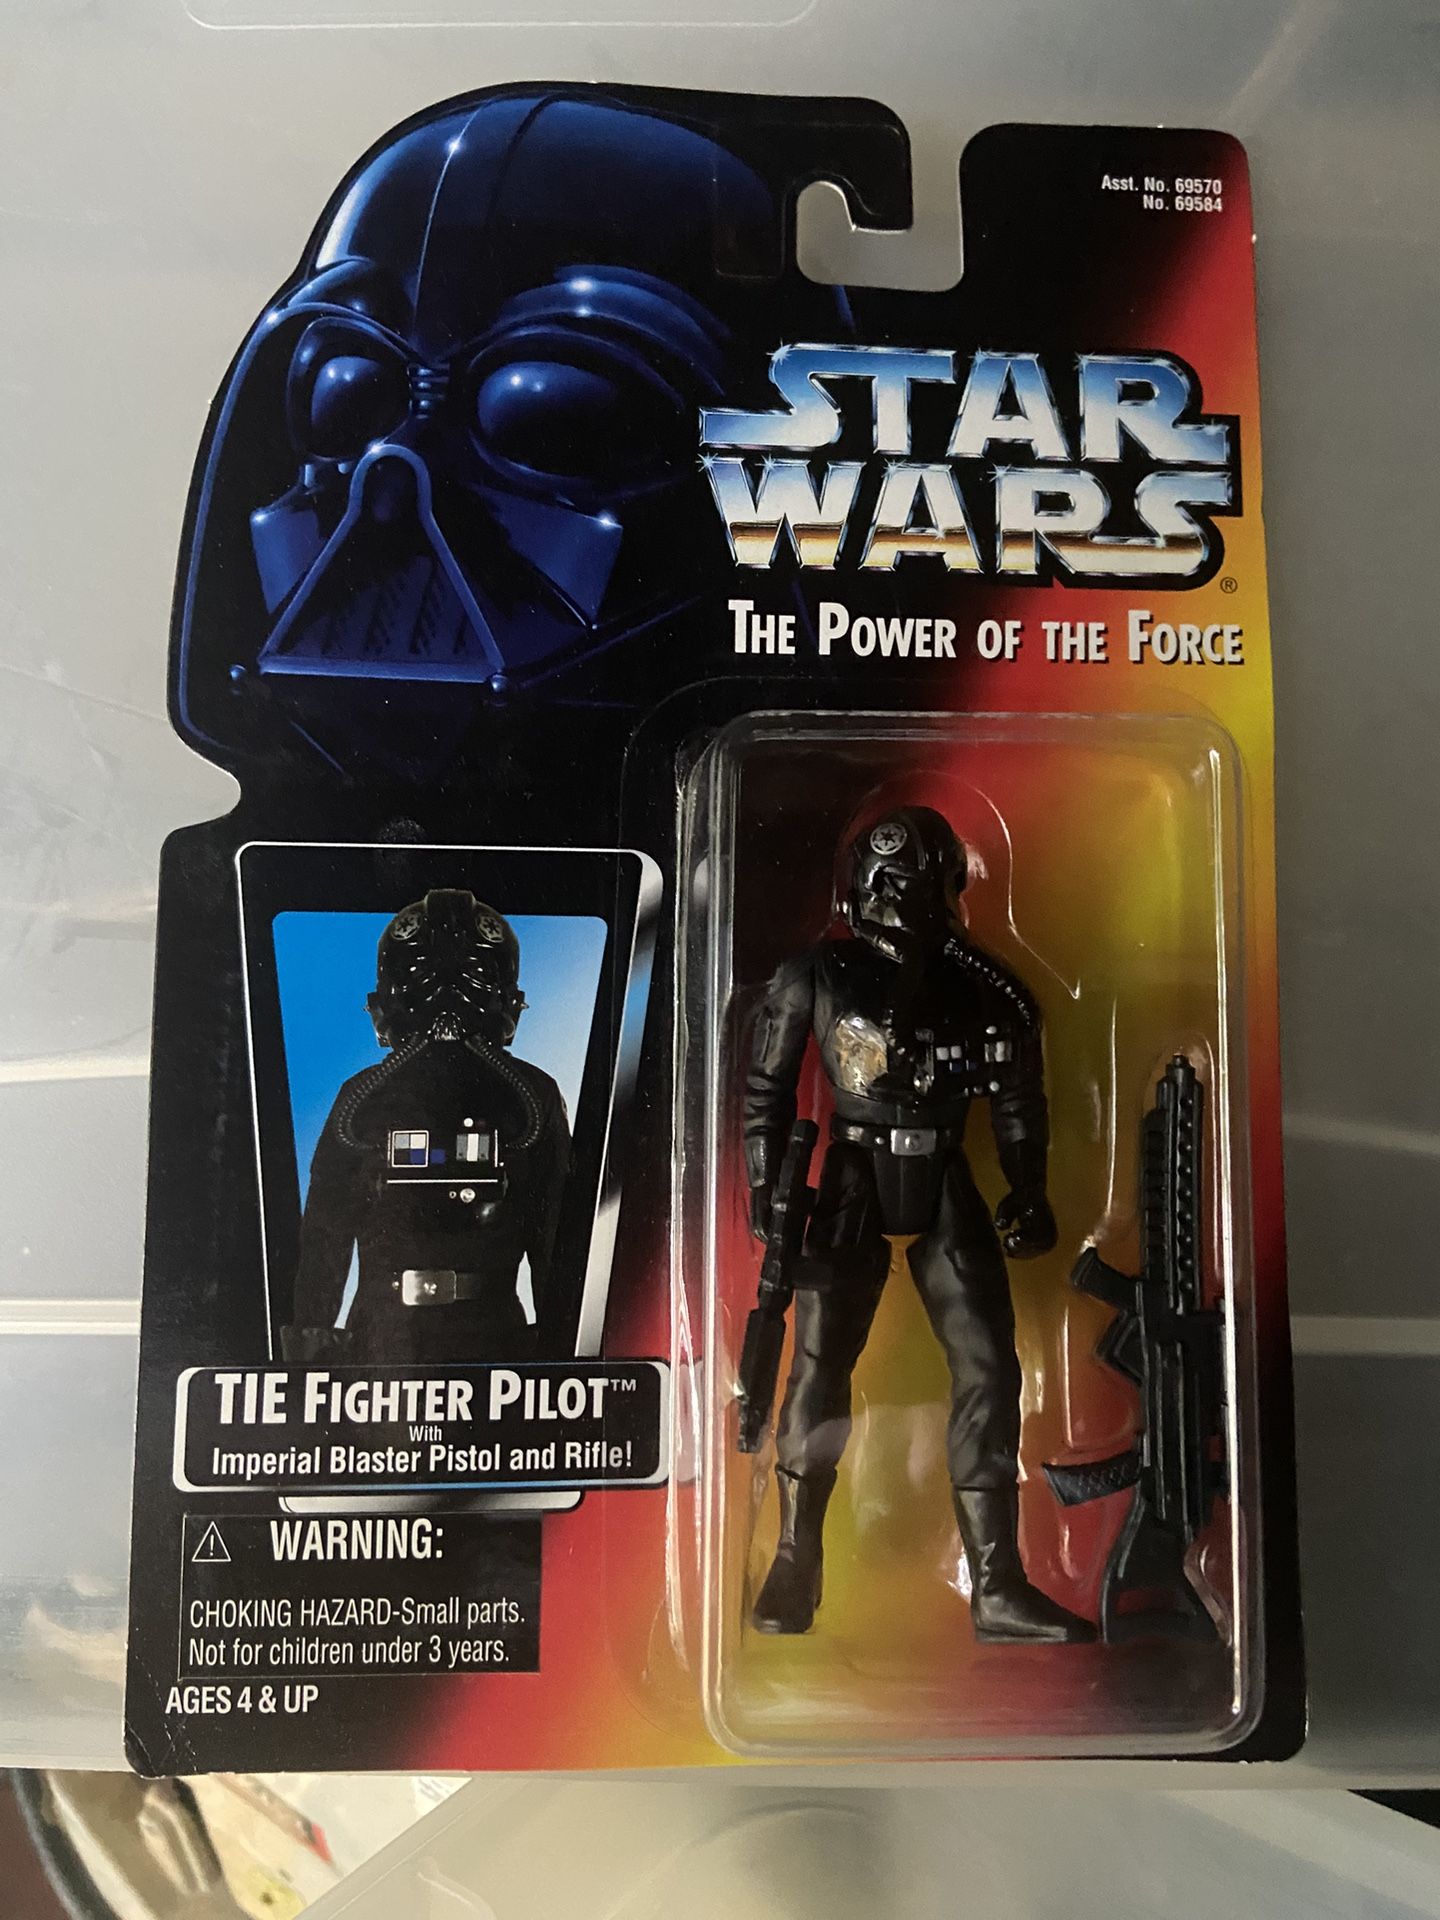 Asst. No. 69570
No. 69584
STAR
WARS®
THE POWER OF THE FORCE
TIE FIGHTER PILOT™
With
Imperial Blaster Pistol and Rifle!
⚠ WARNING:
CHOKING HAZARD-Small parts.
Not for children under 3 years.
AGES 4 & UP